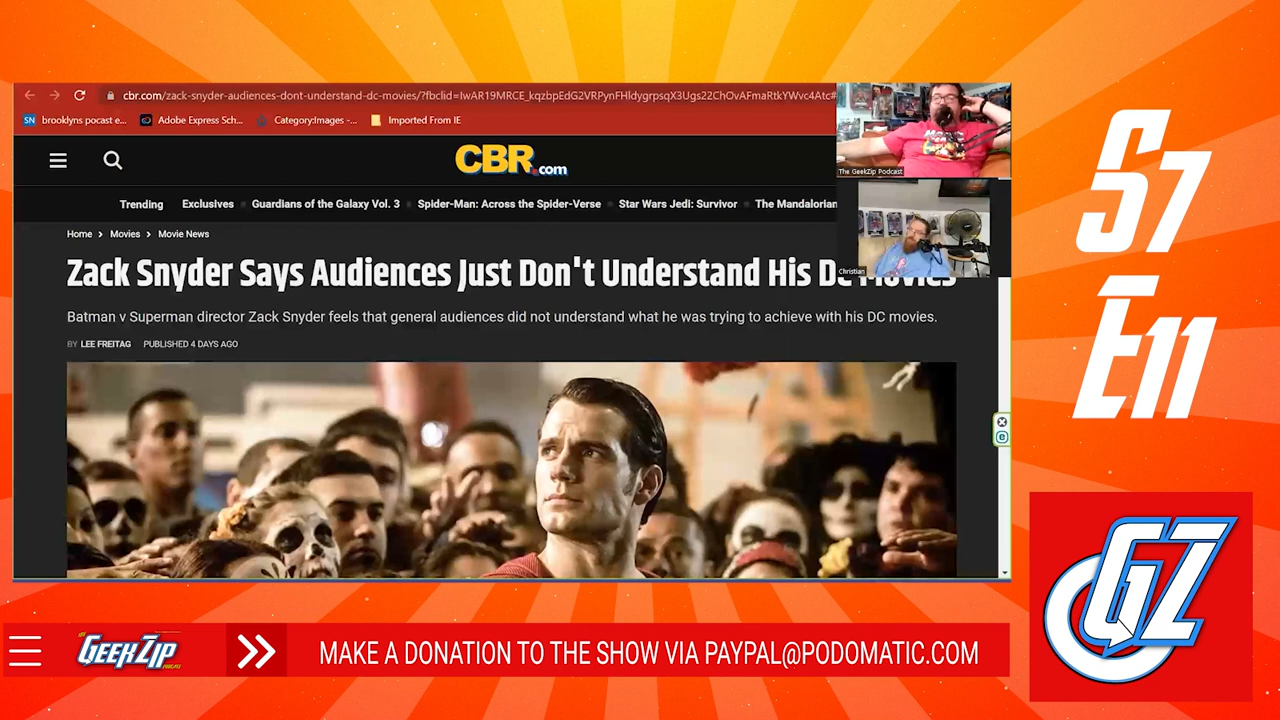 cbr.com/zack-snyder-audiences-dont-understand-dc-movies/?fbclid=IwAR19MRCE_kqzbpEdG2VRPynFHldygrpsqX3Ugs22ChOvAFmaRtkYWvc4Atc#
SN brooklyns pocast e... Adobe Express Sch... Category:Images -... Imported From IE
CBR.com
Trending Exclusives Guardians of the Galaxy Vol. 3 Spider-Man: Across the Spider-Verse Star Wars Jedi: Survivor The Mandalorian
The GeekZip Podcast
Christian
Home > Movies > Movie News
Zack Snyder Says Audiences Just Don't Understand His Dc Movies
Batman v Superman director Zack Snyder feels that general audiences did not understand what he was trying to achieve with his DC movies.
BY LEE FREITAG PUBLISHED 4 DAYS AGO
S7
E11
GZ
GEEKZIP
PODCAST
MAKE A DONATION TO THE SHOW VIA PAYPAL@PODOMATIC.COM